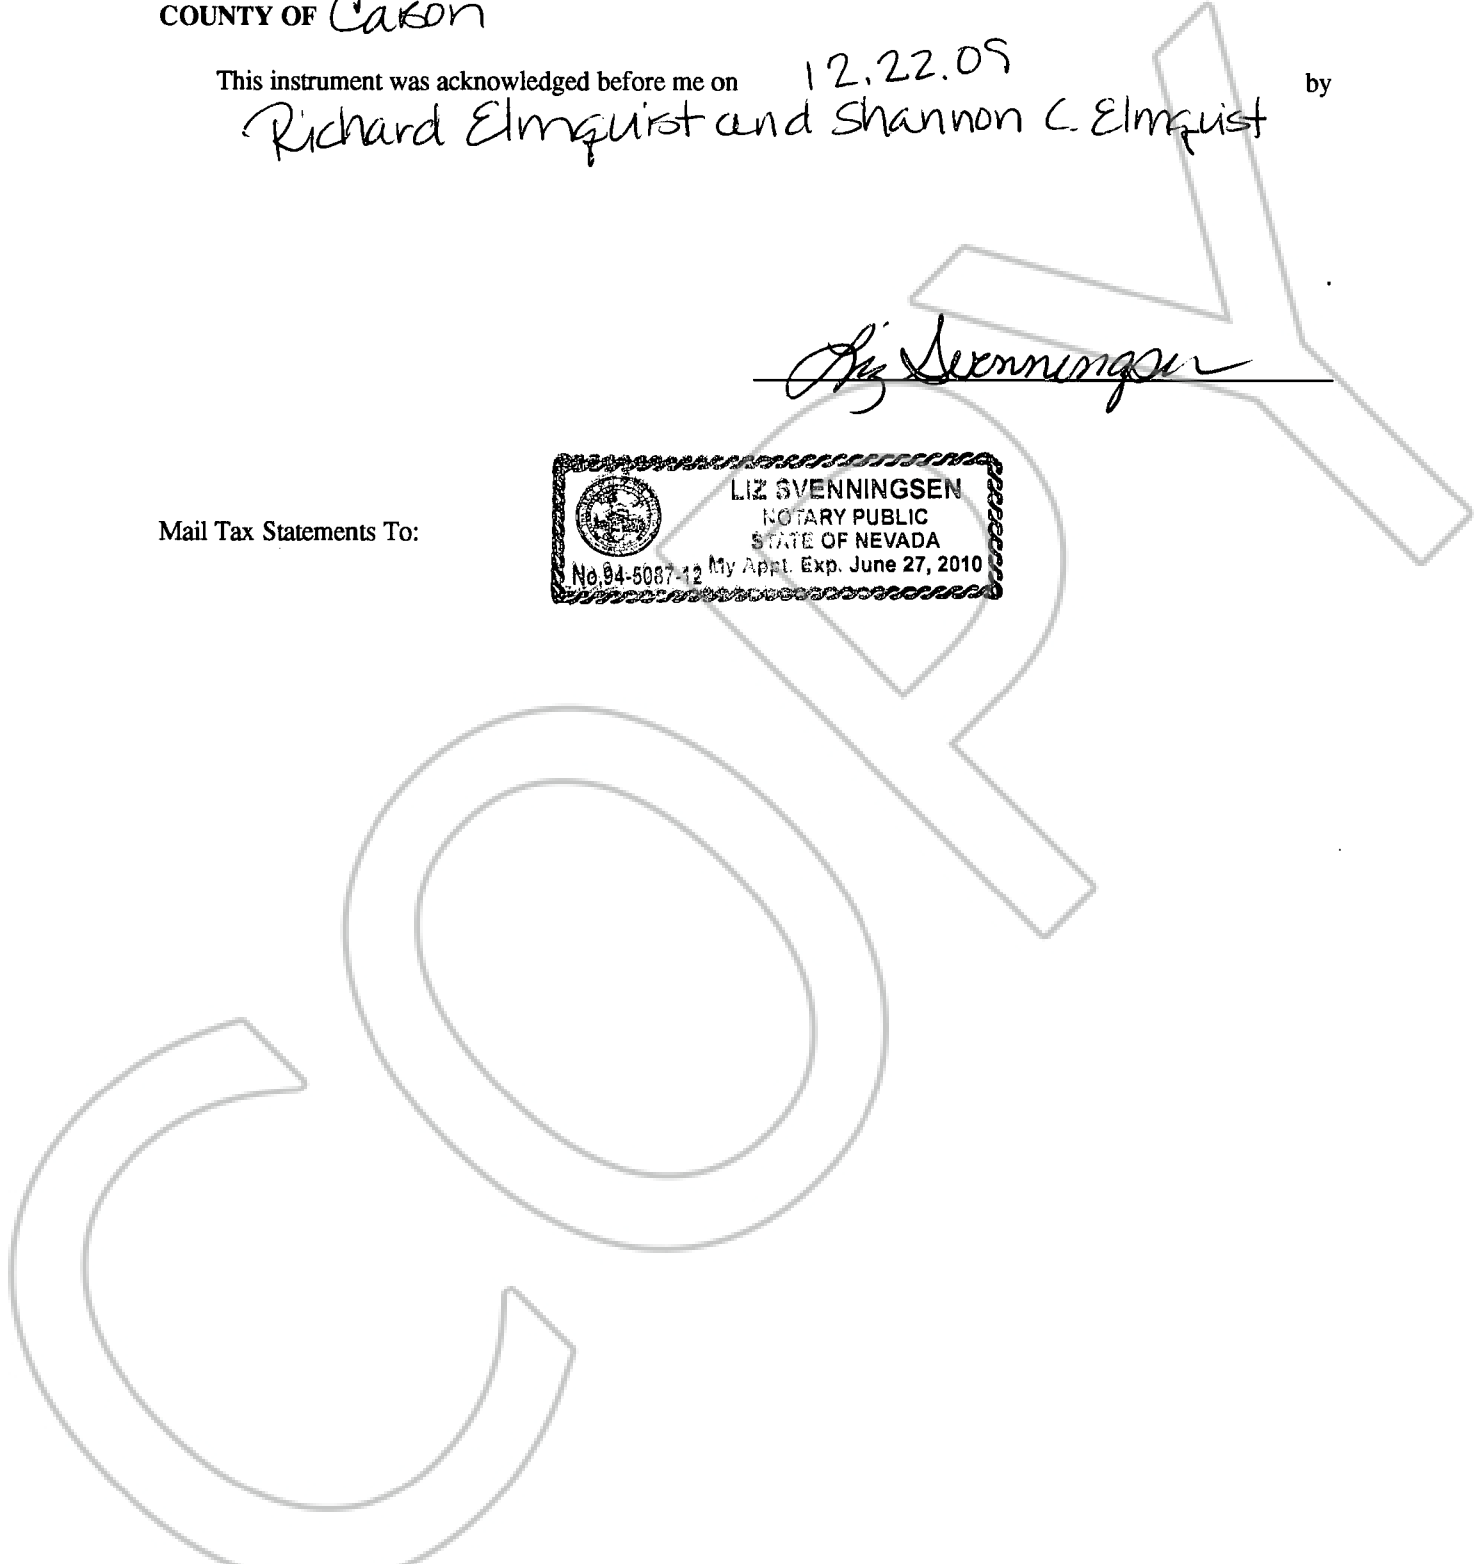 COUNTY OF Carson
This instrument was acknowledged before me on 12.22.09 by
Richard Elmquist and Shannon C. Elmquist
Liz Svenningsen
LIZ SVENNINGSEN
NOTARY PUBLIC
STATE OF NEVADA
No.94-5087-12 My Appt. Exp. June 27, 2010
Mail Tax Statements To:
COPY